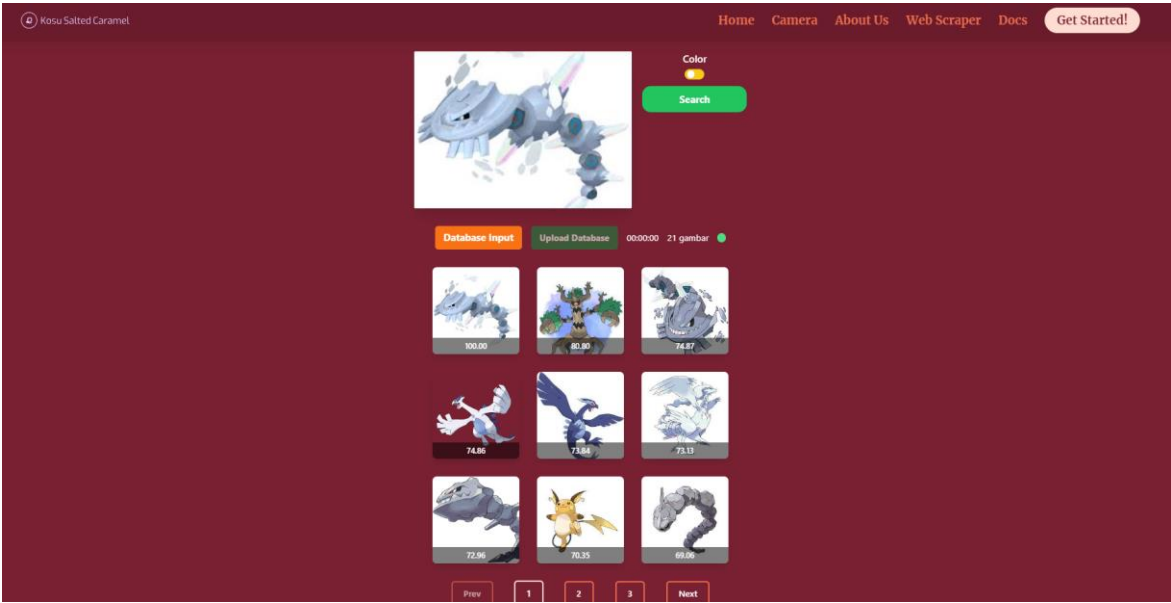 Kosu Salted Caramel
Home Camera About Us Web Scraper Docs Get Started!
Color
Search
Database Input Upload Database 00:00:00 21 gambar
100.00 80.80 74.87
74.86 73.84 73.13
72.96 70.35 69.06
Prev 1 2 3 Next